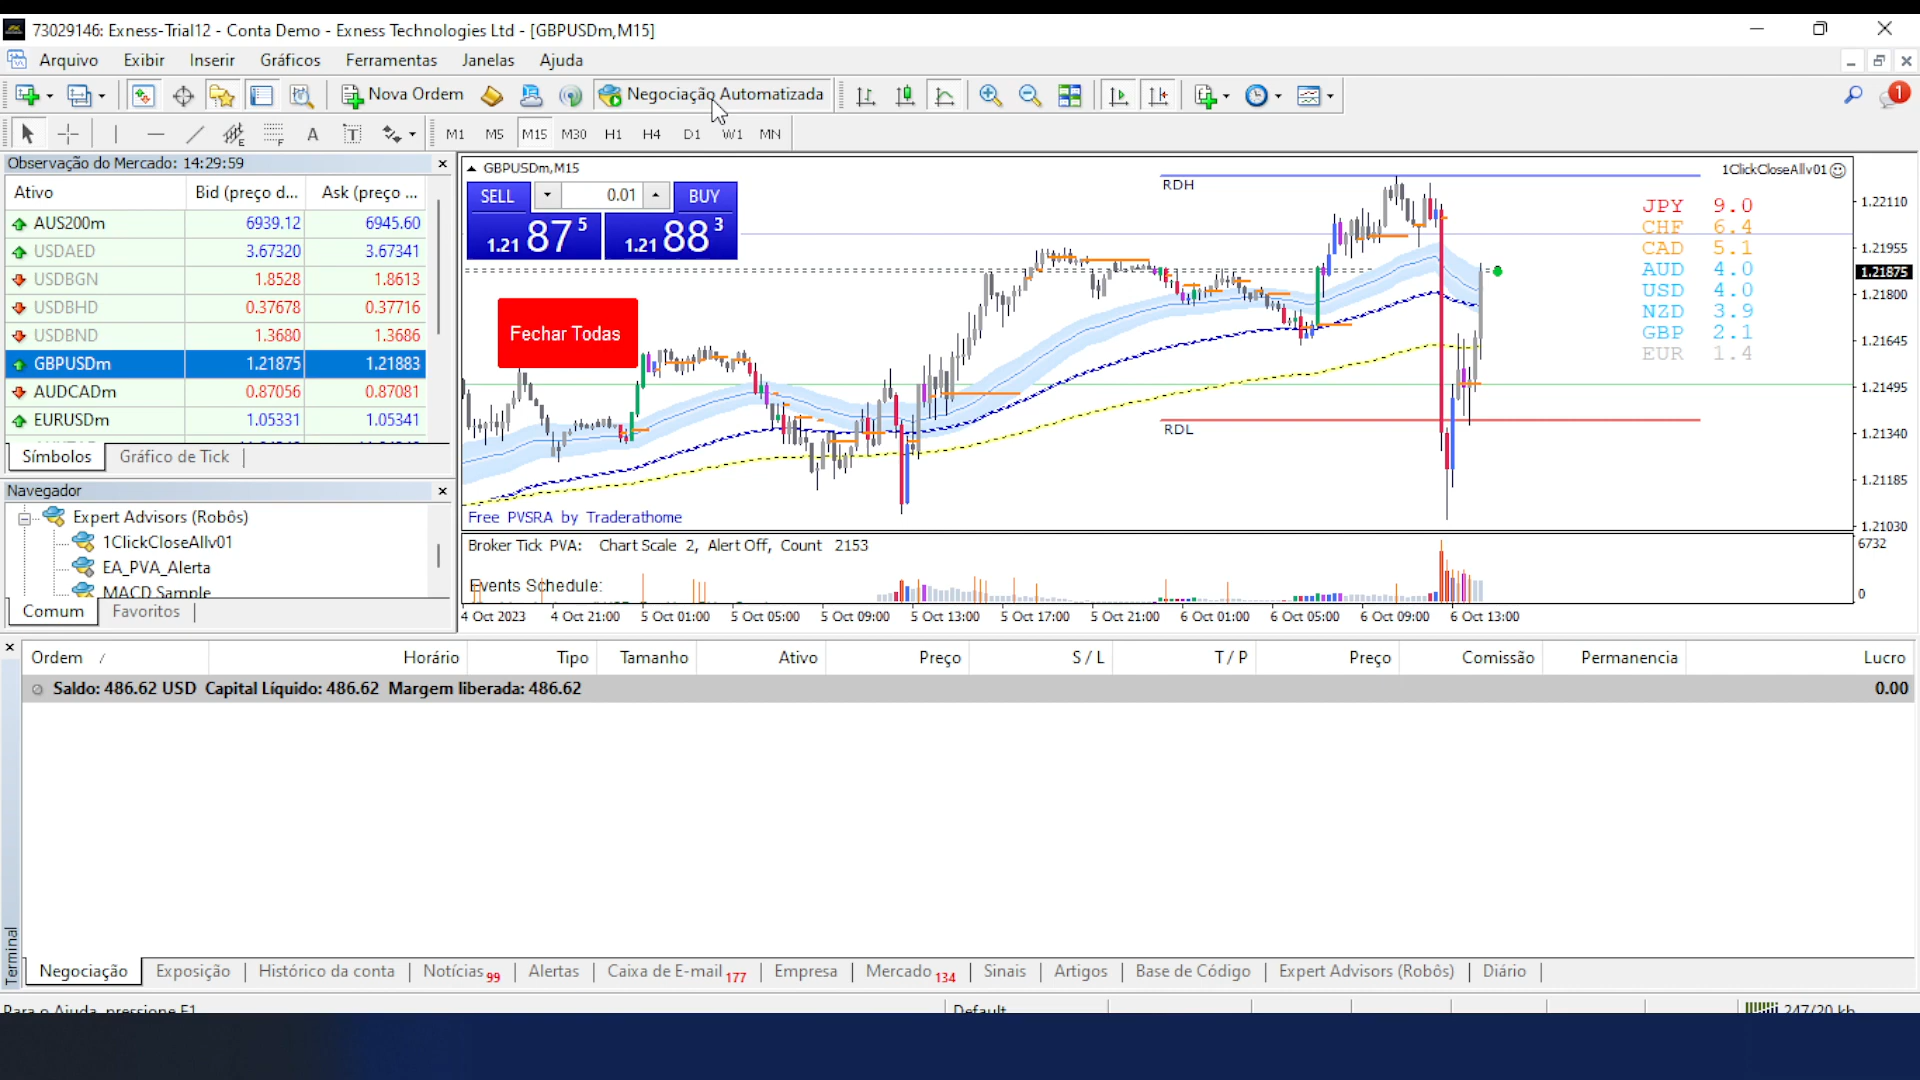 73029146: Exness-Trial12 - Conta Demo - Exness Technologies Ltd - [GBPUSDm,M15]
Arquivo Exibir Inserir Gráficos Ferramentas Janelas Ajuda
Nova Ordem Negociação Automatizada 1
A T M1 M5 M15 M30 H1 H4 D1 W1 MN
Observação do Mercado: 14:29:59
Ativo Bid (preço d... Ask (preço ...
AUS200m 6939.12 6945.60
USDAED 3.67320 3.67341
USDBGN 1.8528 1.8613
USDBHD 0.37678 0.37716
USDBND 1.3680 1.3686
GBPUSDm 1.21875 1.21883
AUDCADm 0.87056 0.87081
EURUSDm 1.05331 1.05341
Símbolos Gráfico de Tick
Navegador
Expert Advisors (Robôs)
1ClickCloseAllv01
EA_PVA_Alerta
MACD Sample
Comum Favoritos
GBPUSDm,M15
SELL 0.01 BUY
1.21 87 5 1.21 88 3
Fechar Todas
RDH
RDL
1ClickCloseAllv01
JPY 9.0
CHF 6.4
CAD 5.1
AUD 4.0
USD 4.0
NZD 3.9
GBP 2.1
EUR 1.4
1.22110
1.21955
1.21875
1.21800
1.21645
1.21495
1.21340
1.21185
1.21030
Free PVSRA by Traderathome
Broker Tick PVA: Chart Scale 2, Alert Off, Count 2153
Events Schedule:
6732
0
4 Oct 2023 4 Oct 21:00 5 Oct 01:00 5 Oct 05:00 5 Oct 09:00 5 Oct 13:00 5 Oct 17:00 5 Oct 21:00 6 Oct 01:00 6 Oct 05:00 6 Oct 09:00 6 Oct 13:00
Ordem / Horário Tipo Tamanho Ativo Preço S / L T / P Preço Comissão Permanencia Lucro
Saldo: 486.62 USD Capital Líquido: 486.62 Margem liberada: 486.62 0.00
Terminal
Negociação Exposição Histórico da conta Notícias 99 Alertas Caixa de E-mail 177 Empresa Mercado 134 Sinais Artigos Base de Código Expert Advisors (Robôs) Diário
Para o Ajuda, pressione F1 Default 247/20 kb